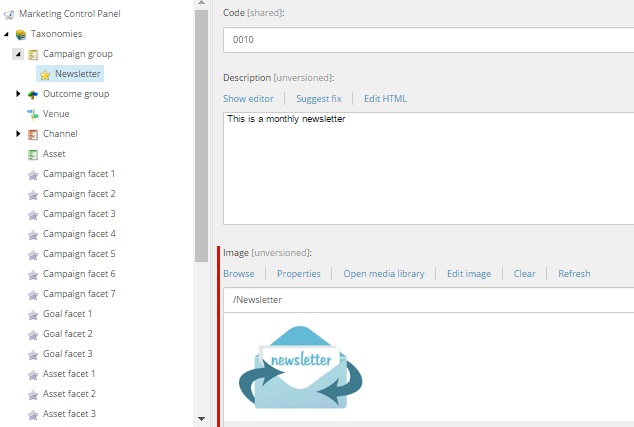 Marketing Control Panel
Taxonomies
Campaign group
Newsletter
Outcome group
Venue
Channel
Asset
Campaign facet 1
Campaign facet 2
Campaign facet 3
Campaign facet 4
Campaign facet 5
Campaign facet 6
Campaign facet 7
Goal facet 1
Goal facet 2
Goal facet 3
Asset facet 1
Asset facet 2
Asset facet 3
Code [shared]:
0010
Description [unversioned]:
Show editor Suggest fix Edit HTML
This is a monthly newsletter
Image [unversioned]:
Browse Properties Open media library Edit image Clear Refresh
/Newsletter
newsletter